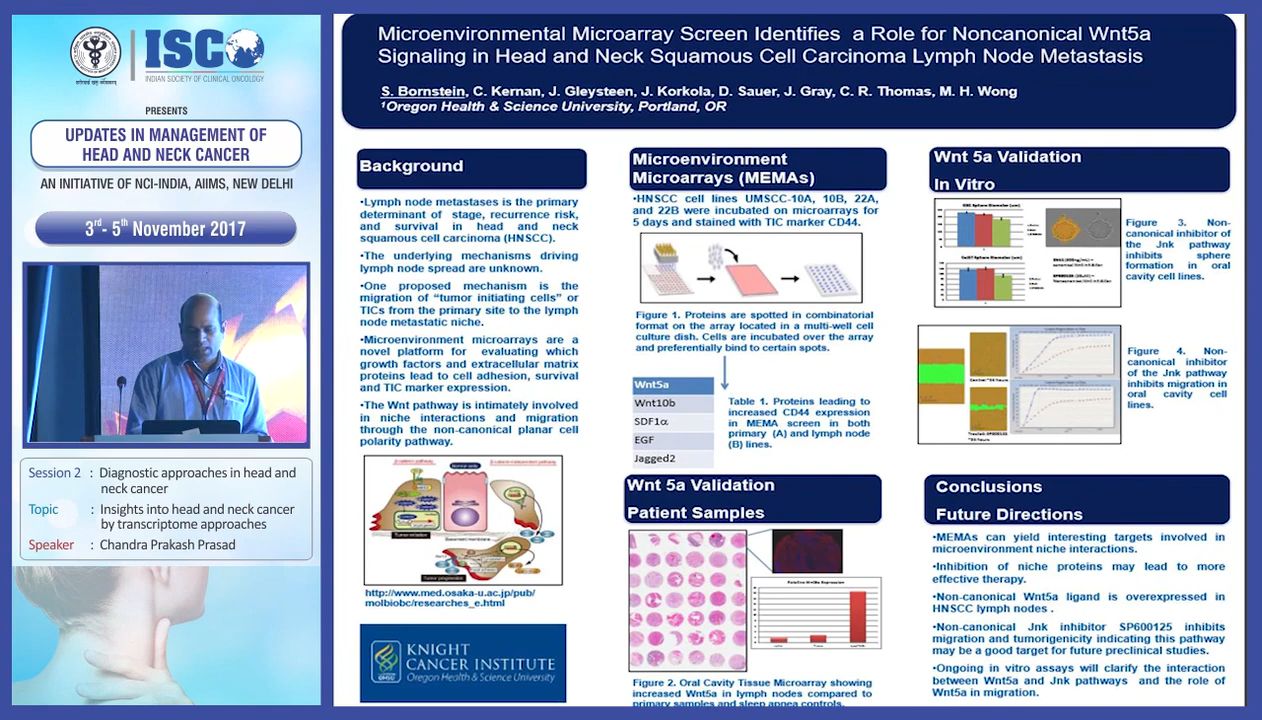 ISCO
INDIAN SOCIETY OF CLINICAL ONCOLOGY
PRESENTS
UPDATES IN MANAGEMENT OF
HEAD AND NECK CANCER
AN INITIATIVE OF NCI-INDIA, AIIMS, NEW DELHI
3rd- 5th November 2017
Session 2 : Diagnostic approaches in head and
neck cancer
Topic : Insights into head and neck cancer
by transcriptome approaches
Speaker : Chandra Prakash Prasad
Microenvironmental Microarray Screen Identifies a Role for Noncanonical Wnt5a
Signaling in Head and Neck Squamous Cell Carcinoma Lymph Node Metastasis
S. Bornstein, C. Kernan, J. Gleysteen, J. Korkola, D. Sauer, J. Gray, C. R. Thomas, M. H. Wong
¹Oregon Health & Science University, Portland, OR
Background
•Lymph node metastases is the primary
determinant of stage, recurrence risk,
and survival in head and neck
squamous cell carcinoma (HNSCC).
•The underlying mechanisms driving
lymph node spread are unknown.
•One proposed mechanism is the
migration of “tumor initiating cells” or
TICs from the primary site to the lymph
node metastatic niche.
•Microenvironment microarrays are a
novel platform for evaluating which
growth factors and extracellular matrix
proteins lead to cell adhesion, survival
and TIC marker expression.
•The Wnt pathway is intimately involved
in niche interactions and migration
through the non-canonical planar cell
polarity pathway.
Tumor progression
http://www.med.osaka-u.ac.jp/pub/
molbiobc/researches_e.html
KNIGHT
CANCER INSTITUTE
Oregon Health & Science University
OHSU
Microenvironment
Microarrays (MEMAs)
•HNSCC cell lines UMSCC-10A, 10B, 22A,
and 22B were incubated on microarrays for
5 days and stained with TIC marker CD44.
Figure 1. Proteins are spotted in combinatorial
format on the array located in a multi-well cell
culture dish. Cells are incubated over the array
and preferentially bind to certain spots.
Wnt5a
Wnt10b
SDF1α
EGF
Jagged2
Table 1. Proteins leading to
increased CD44 expression
in MEMA screen in both
primary (A) and lymph node
(B) lines.
Wnt 5a Validation
Patient Samples
Relative Wnt5a Expression
Figure 2. Oral Cavity Tissue Microarray showing
increased Wnt5a in lymph nodes compared to
primary samples and sleep apnea controls.
Wnt 5a Validation
In Vitro
Figure 3. Non-
canonical inhibitor of
the Jnk pathway
inhibits sphere
formation in oral
cavity cell lines.
Figure 4. Non-
canonical inhibitor
of the Jnk pathway
inhibits migration in
oral cavity cell
lines.
Conclusions
Future Directions
•MEMAs can yield interesting targets involved in
microenvironment niche interactions.
•Inhibition of niche proteins may lead to more
effective therapy.
•Non-canonical Wnt5a ligand is overexpressed in
HNSCC lymph nodes .
•Non-canonical Jnk inhibitor SP600125 inhibits
migration and tumorigenicity indicating this pathway
may be a good target for future preclinical studies.
•Ongoing in vitro assays will clarify the interaction
between Wnt5a and Jnk pathways and the role of
Wnt5a in migration.